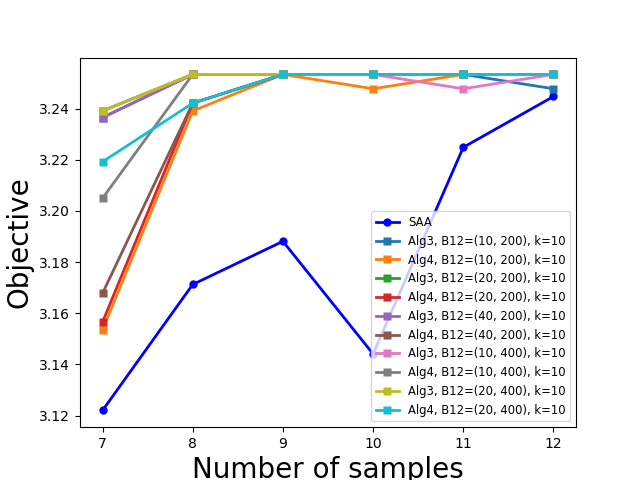 3.24
3.22
3.20
3.18
3.16
3.14
3.12
Objective
SAA
Alg3, B12=(10, 200), k=10
Alg4, B12=(10, 200), k=10
Alg3, B12=(20, 200), k=10
Alg4, B12=(20, 200), k=10
Alg3, B12=(40, 200), k=10
Alg4, B12=(40, 200), k=10
Alg3, B12=(10, 400), k=10
Alg4, B12=(10, 400), k=10
Alg3, B12=(20, 400), k=10
Alg4, B12=(20, 400), k=10
7 8 9 10 11 12
Number of samples